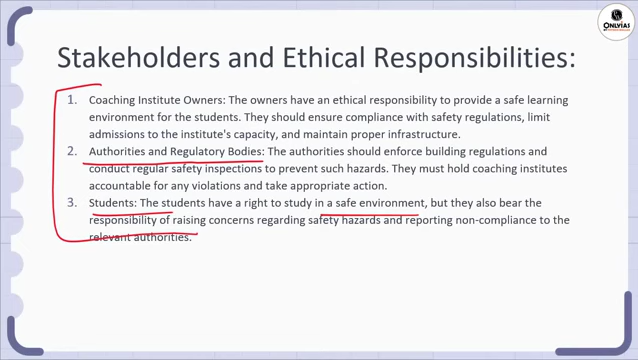 ONLYIAS
BY PHYSICS WALLAH
Stakeholders and Ethical Responsibilities:
1. Coaching Institute Owners: The owners have an ethical responsibility to provide a safe learning
environment for the students. They should ensure compliance with safety regulations, limit
admissions to the institute's capacity, and maintain proper infrastructure.
2. Authorities and Regulatory Bodies: The authorities should enforce building regulations and
conduct regular safety inspections to prevent such hazards. They must hold coaching institutes
accountable for any violations and take appropriate action.
3. Students: The students have a right to study in a safe environment, but they also bear the
responsibility of raising concerns regarding safety hazards and reporting non-compliance to the
relevant authorities.